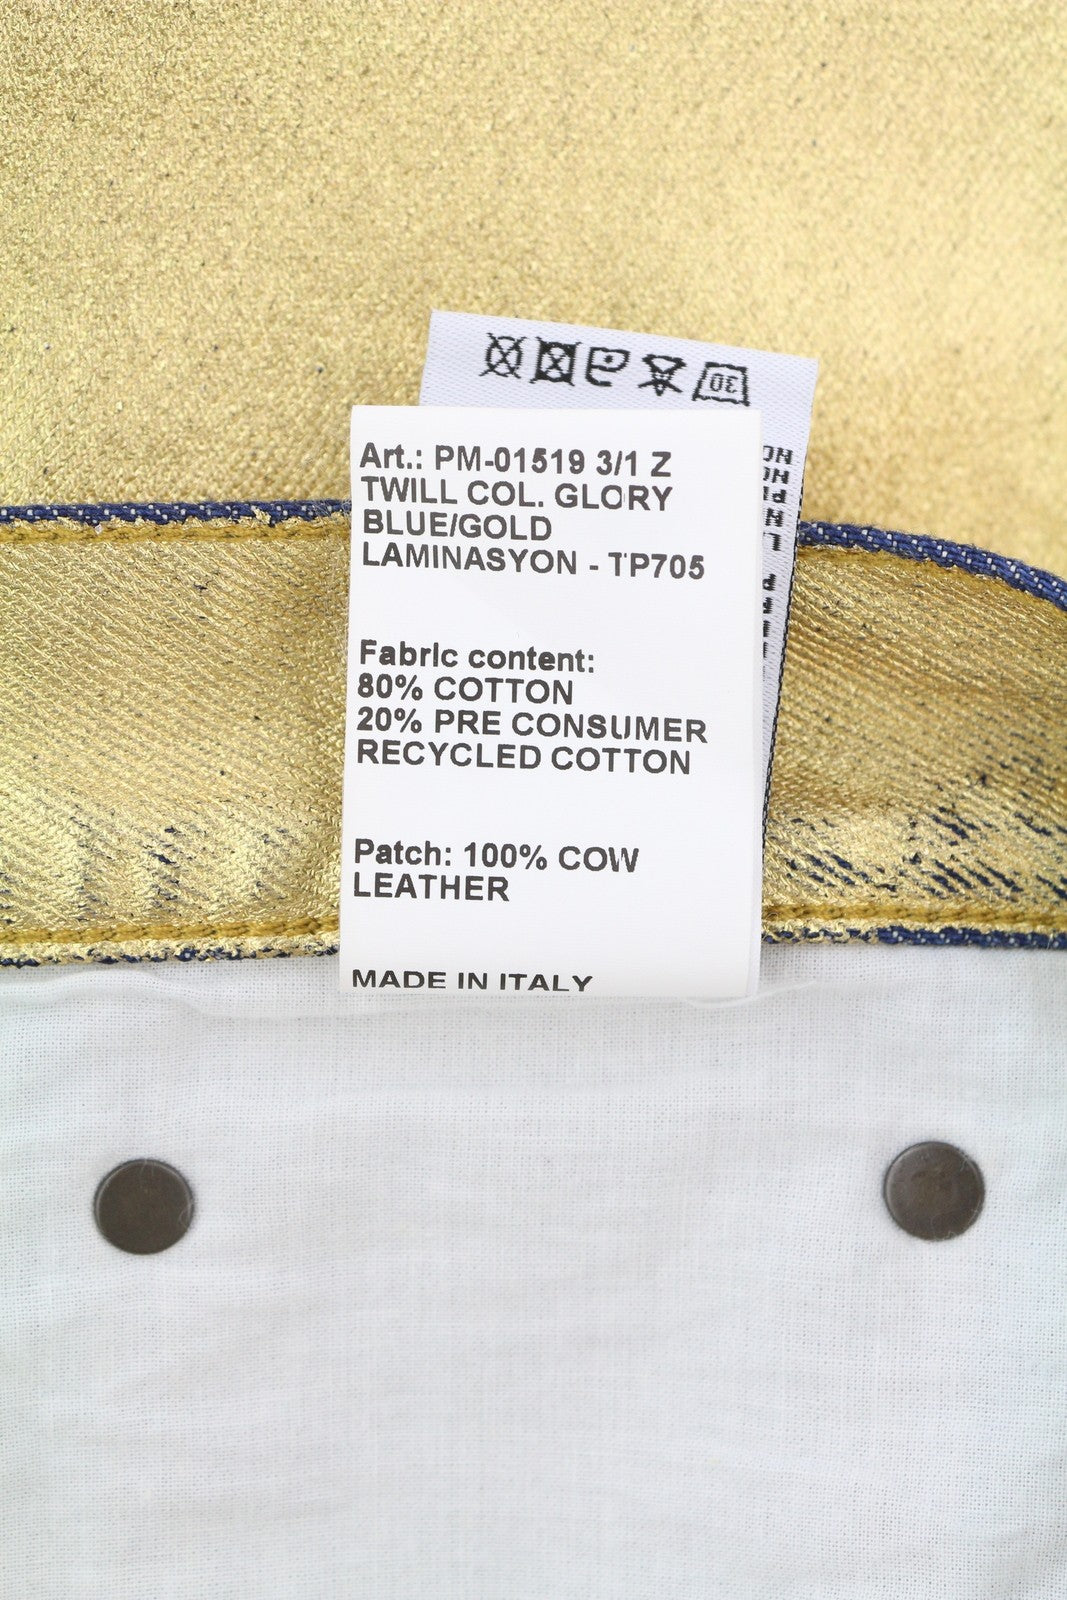 30
Art.: PM-01519 3/1 Z
TWILL COL. GLORY
BLUE/GOLD
LAMINASYON - TP705
Fabric content:
80% COTTON
20% PRE CONSUMER
RECYCLED COTTON
Patch: 100% COW
LEATHER
MADE IN ITALY